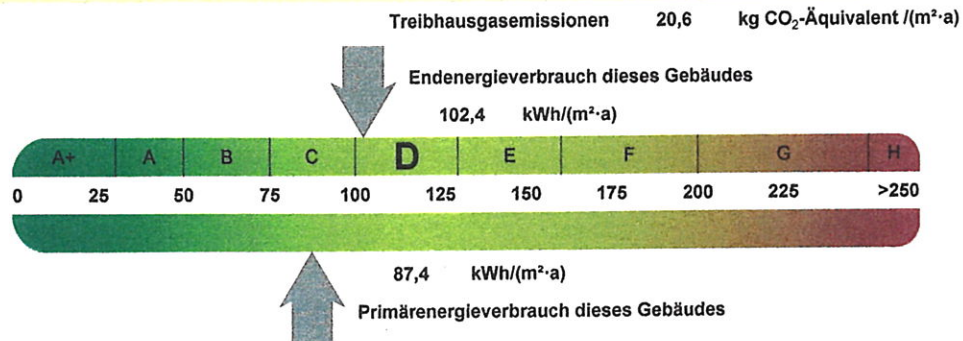 Treibhausgasemissionen 20,6 kg CO₂-Äquivalent /(m²·a)
Endenergieverbrauch dieses Gebäudes
102,4 kWh/(m²·a)
A+ A B C D E F G H
0 25 50 75 100 125 150 175 200 225 >250
87,4 kWh/(m²·a)
Primärenergieverbrauch dieses Gebäudes